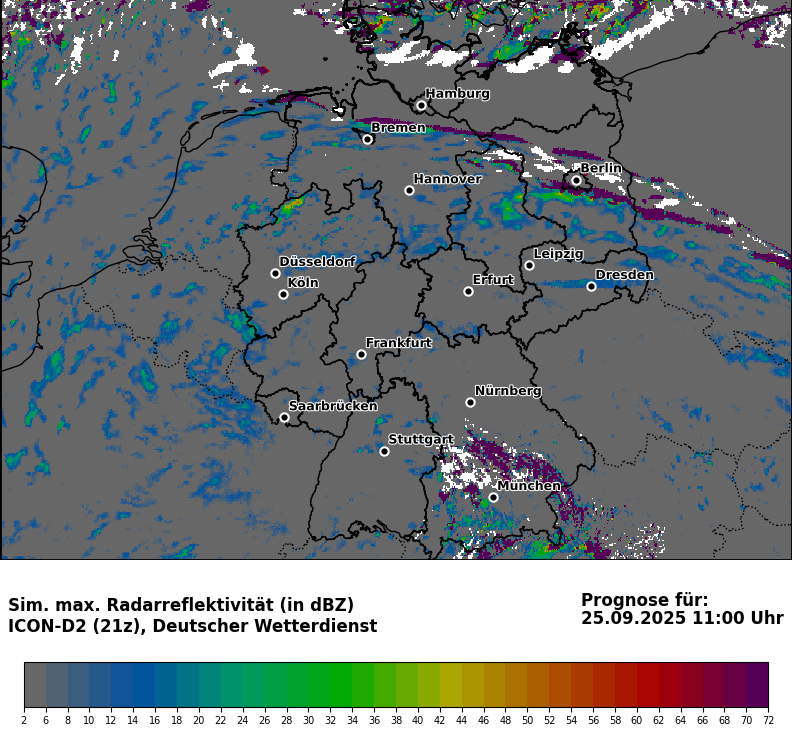 Hamburg
Bremen
Berlin
Hannover
Leipzig
Düsseldorf
Dresden
Köln
Erfurt
Frankfurt
Nürnberg
Saarbrücken
Stuttgart
München
Sim. max. Radarreflektivität (in dBZ)
ICON-D2 (21z), Deutscher Wetterdienst
Prognose für:
25.09.2025 11:00 Uhr
2 6 8 10 12 14 16 18 20 22 24 26 28 30 32 34 36 38 40 42 44 46 48 50 52 54 56 58 60 62 64 66 68 70 72